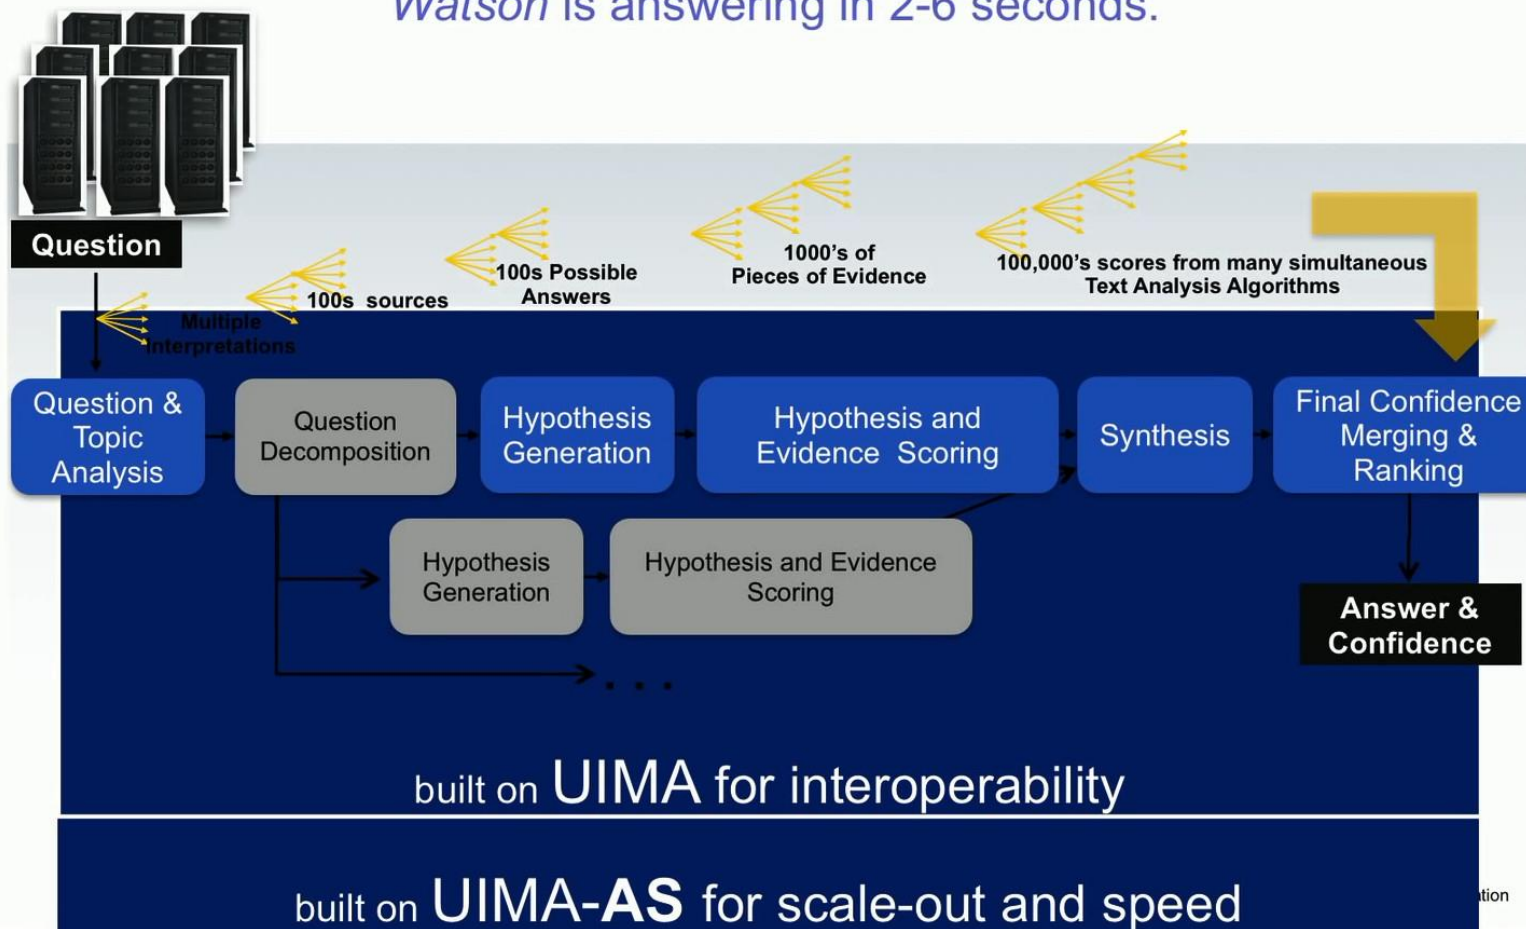 Watson is answering in 2-6 seconds.
Question
Multiple
Interpretations
100s sources
100s Possible
Answers
1000's of
Pieces of Evidence
100,000's scores from many simultaneous
Text Analysis Algorithms
Question &
Topic
Analysis
Question
Decomposition
Hypothesis
Generation
Hypothesis and
Evidence Scoring
Synthesis
Final Confidence
Merging &
Ranking
Hypothesis
Generation
Hypothesis and Evidence
Scoring
. . .
Answer &
Confidence
built on UIMA for interoperability
built on UIMA-AS for scale-out and speed